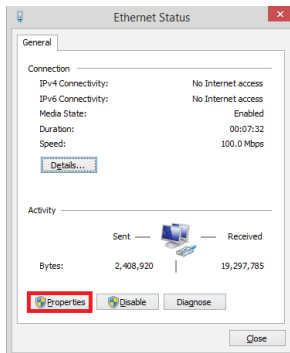 Ethernet Status
General
Connection
IPv4 Connectivity: No Internet access
IPv6 Connectivity: No Internet access
Media State: Enabled
Duration: 00:07:32
Speed: 100.0 Mbps
Details...
Activity
Sent — — Received
Bytes: 2,408,920 | 19,297,785
Properties Disable Diagnose
Close